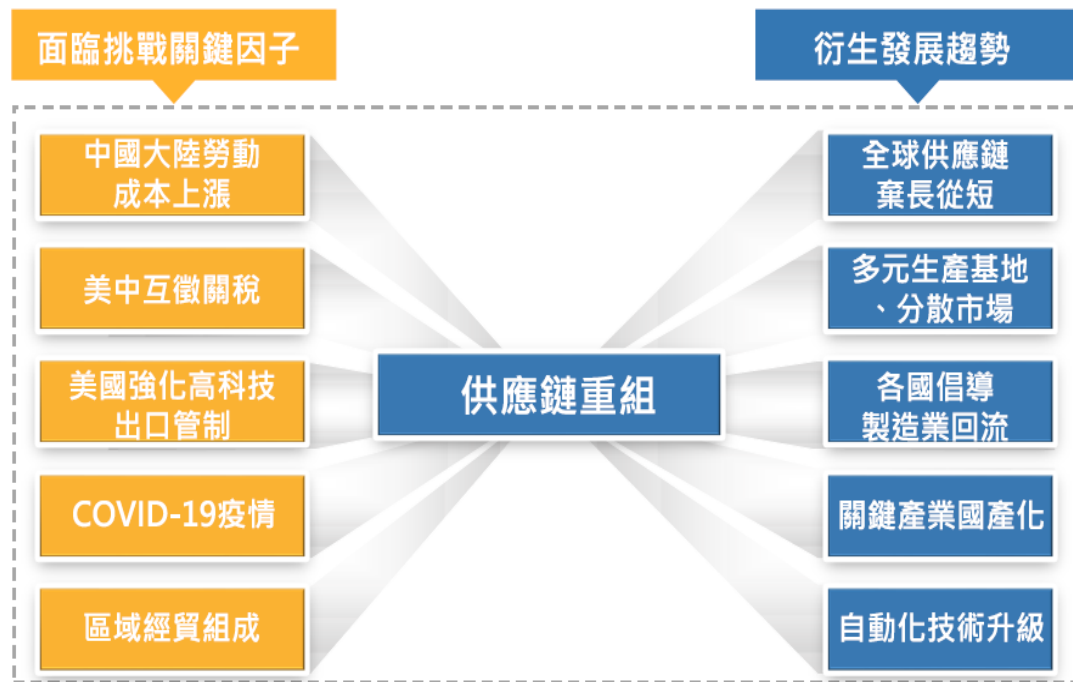 面臨挑戰關鍵因子
衍生發展趨勢
中國大陸勞動
成本上漲
美中互徵關稅
美國強化高科技
出口管制
COVID-19疫情
區域經貿組成
供應鏈重組
全球供應鏈
棄長從短
多元生產基地
、分散市場
各國倡導
製造業回流
關鍵產業國產化
自動化技術升級